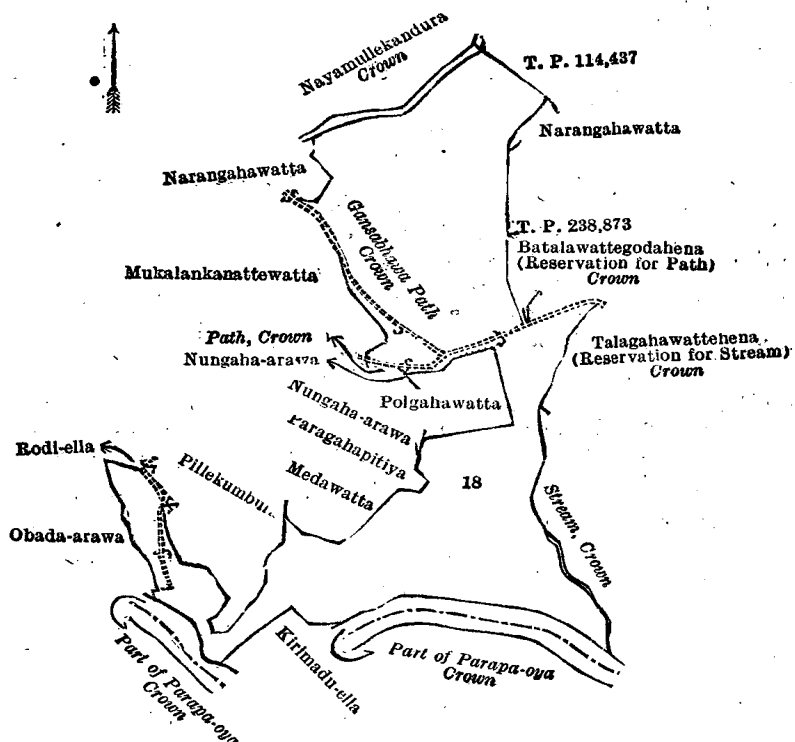 Nayamullekandura
Crown
T. P. 114,437
Narangahawatta
Narangahawatta
Gansabhawa Path
Crown
T. P. 238,873
Batalawattegodahena
(Reservation for Path)
Crown
Mukalankanattewatta
Path, Crown
Nungaha-arawa
Talagahawattehena
(Reservation for Stream)
Crown
Polgahawatta
Nungaha-arawa
Paragahapitiya
Medawatta
Rodi-ella
18
Obada-arawa
Stream, Crown
Kirimadu-ella
Part of Parapa-oya
Crown
Part of Parapa-oya
Crown